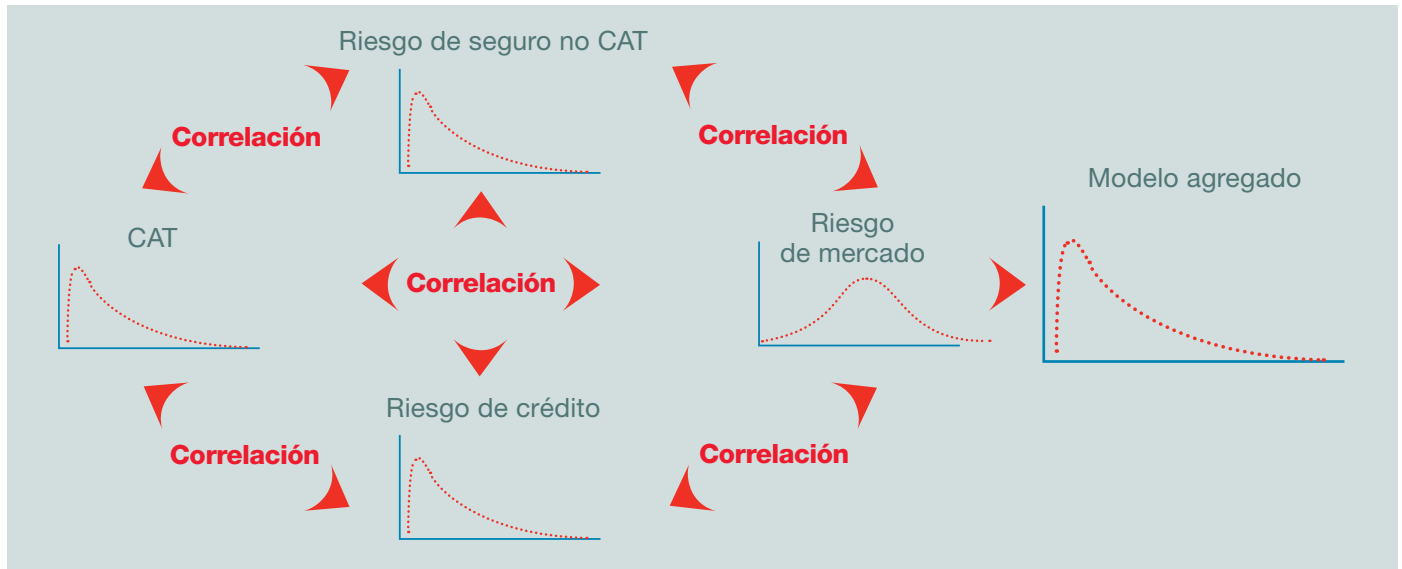 Riesgo de seguro no CAT
Correlación
Correlación
Modelo agregado
CAT
Riesgo
de mercado
Correlación
Riesgo de crédito
Correlación
Correlación